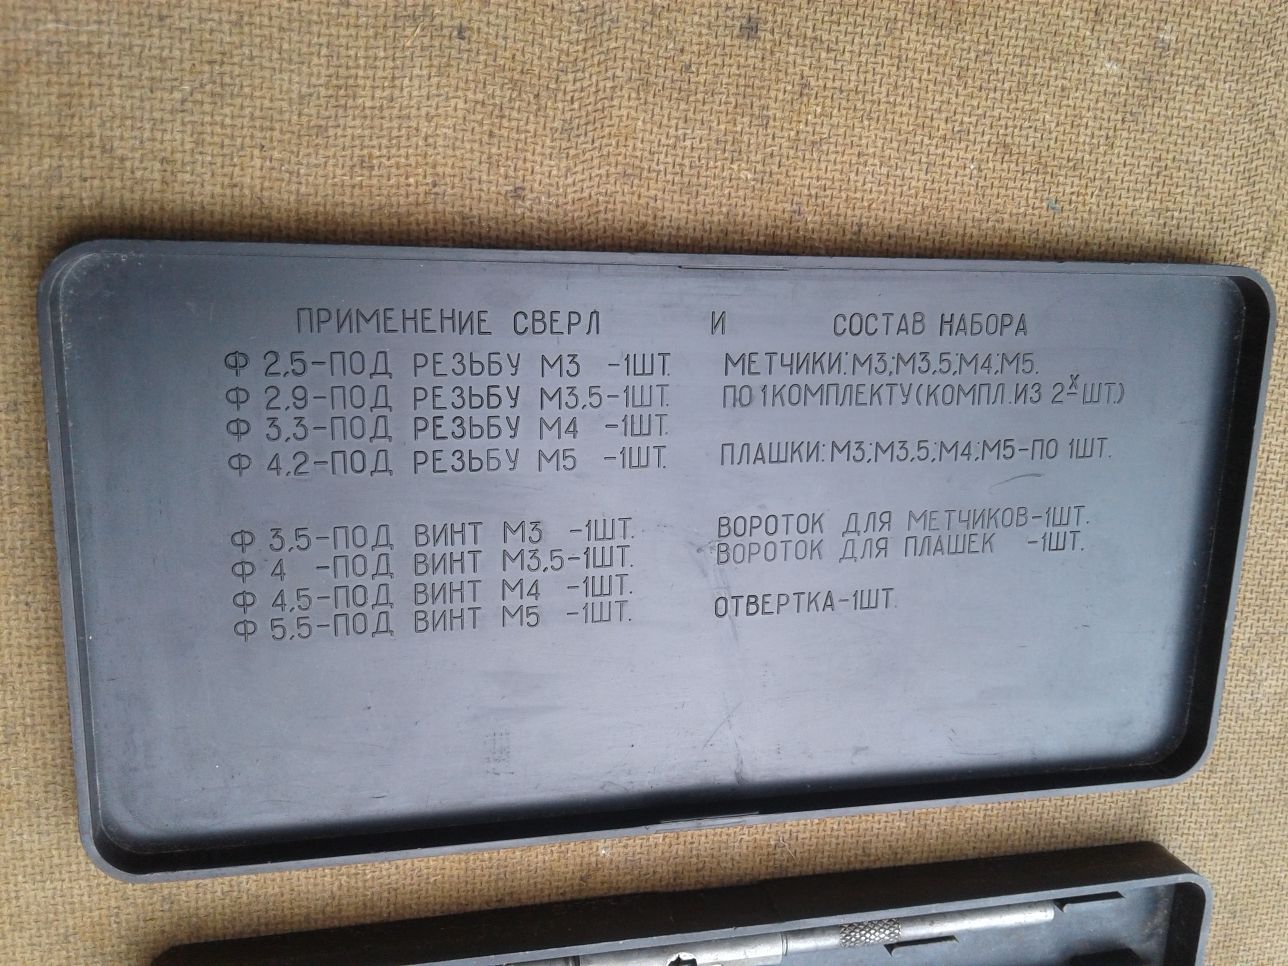 ПРИМЕНЕНИЕ СВЕРЛ И СОСТАВ НАБОРА
Ф 2,5-ПОД РЕЗЬБУ М3 -1ШТ.
Ф 2,9-ПОД РЕЗЬБУ М3,5-1ШТ.
Ф 3,3-ПОД РЕЗЬБУ М4 -1ШТ.
Ф 4,2-ПОД РЕЗЬБУ М5 -1ШТ.
Ф 3,5-ПОД ВИНТ М3 -1ШТ.
Ф 4 -ПОД ВИНТ М3,5-1ШТ.
Ф 4,5-ПОД ВИНТ М4 -1ШТ.
Ф 5,5-ПОД ВИНТ М5 -1ШТ.
МЕТЧИКИ:М3;М3.5;М4;М5.
ПО 1КОМПЛЕКТУ(КОМПЛ.ИЗ 2ˣ ШТ.)
ПЛАШКИ:М3;М3.5;М4;М5-ПО 1ШТ.
ВОРОТОК ДЛЯ МЕТЧИКОВ-1ШТ.
ВОРОТОК ДЛЯ ПЛАШЕК -1ШТ.
ОТВЕРТКА-1ШТ.